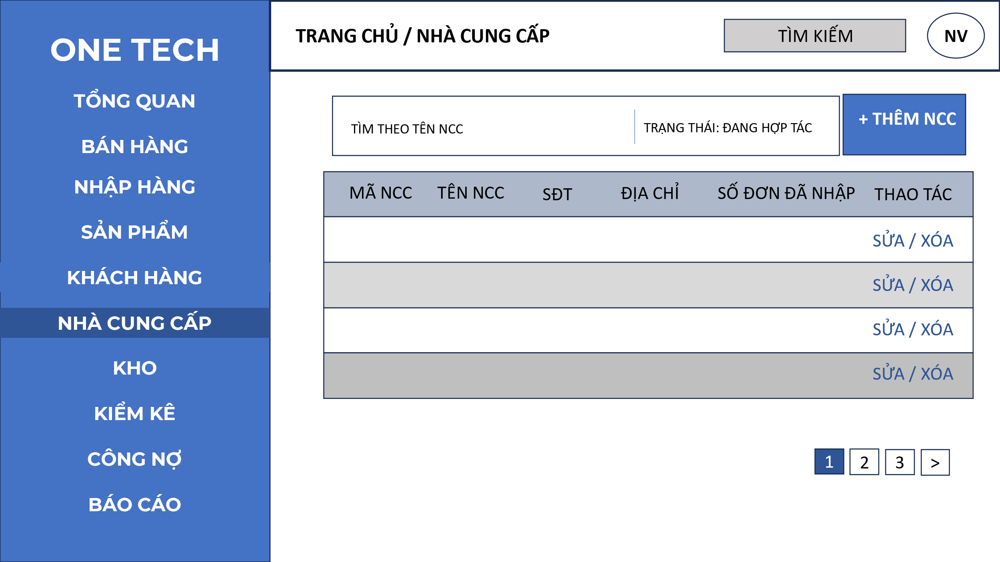 ONE TECH
TỔNG QUAN
BÁN HÀNG
NHẬP HÀNG
SẢN PHẨM
KHÁCH HÀNG
NHÀ CUNG CẤP
KHO
KIỂM KÊ
CÔNG NỢ
BÁO CÁO
TRANG CHỦ / NHÀ CUNG CẤP
TÌM KIẾM
NV
TÌM THEO TÊN NCC
TRẠNG THÁI: ĐANG HỢP TÁC
+ THÊM NCC
MÃ NCC TÊN NCC SĐT ĐỊA CHỈ SỐ ĐƠN ĐÃ NHẬP THAO TÁC
SỬA / XÓA
SỬA / XÓA
SỬA / XÓA
SỬA / XÓA
1 2 3 >